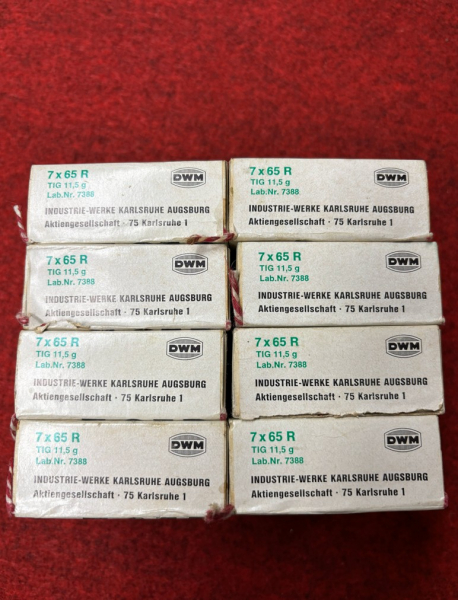 7 x 65 R
TIG 11,5 g
Lab.Nr. 7388
DWM
INDUSTRIE-WERKE KARLSRUHE AUGSBURG
Aktiengesellschaft · 75 Karlsruhe 1
7 x 65 R
TIG 11,5 g
Lab.Nr. 7388
DWM
INDUSTRIE-WERKE KARLSRUHE AUGSBURG
Aktiengesellschaft · 75 Karlsruhe 1
7 x 65 R
TIG 11,5 g
Lab.Nr. 7388
DWM
INDUSTRIE-WERKE KARLSRUHE AUGSBURG
Aktiengesellschaft · 75 Karlsruhe 1
7 x 65 R
TIG 11,5 g
Lab.Nr. 7388
DWM
INDUSTRIE-WERKE KARLSRUHE AUGSBURG
Aktiengesellschaft · 75 Karlsruhe 1
7 x 65 R
TIG 11,5 g
Lab.Nr. 7388
DWM
INDUSTRIE-WERKE KARLSRUHE AUGSBURG
Aktiengesellschaft · 75 Karlsruhe 1
7 x 65 R
TIG 11,5 g
Lab.Nr. 7388
DWM
INDUSTRIE-WERKE KARLSRUHE AUGSBURG
Aktiengesellschaft · 75 Karlsruhe 1
7 x 65 R
TIG 11,5 g
Lab.Nr. 7388
DWM
INDUSTRIE-WERKE KARLSRUHE AUGSBURG
Aktiengesellschaft · 75 Karlsruhe 1
7 x 65 R
TIG 11,5 g
Lab.Nr. 7388
DWM
INDUSTRIE-WERKE KARLSRUHE AUGSBURG
Aktiengesellschaft · 75 Karlsruhe 1